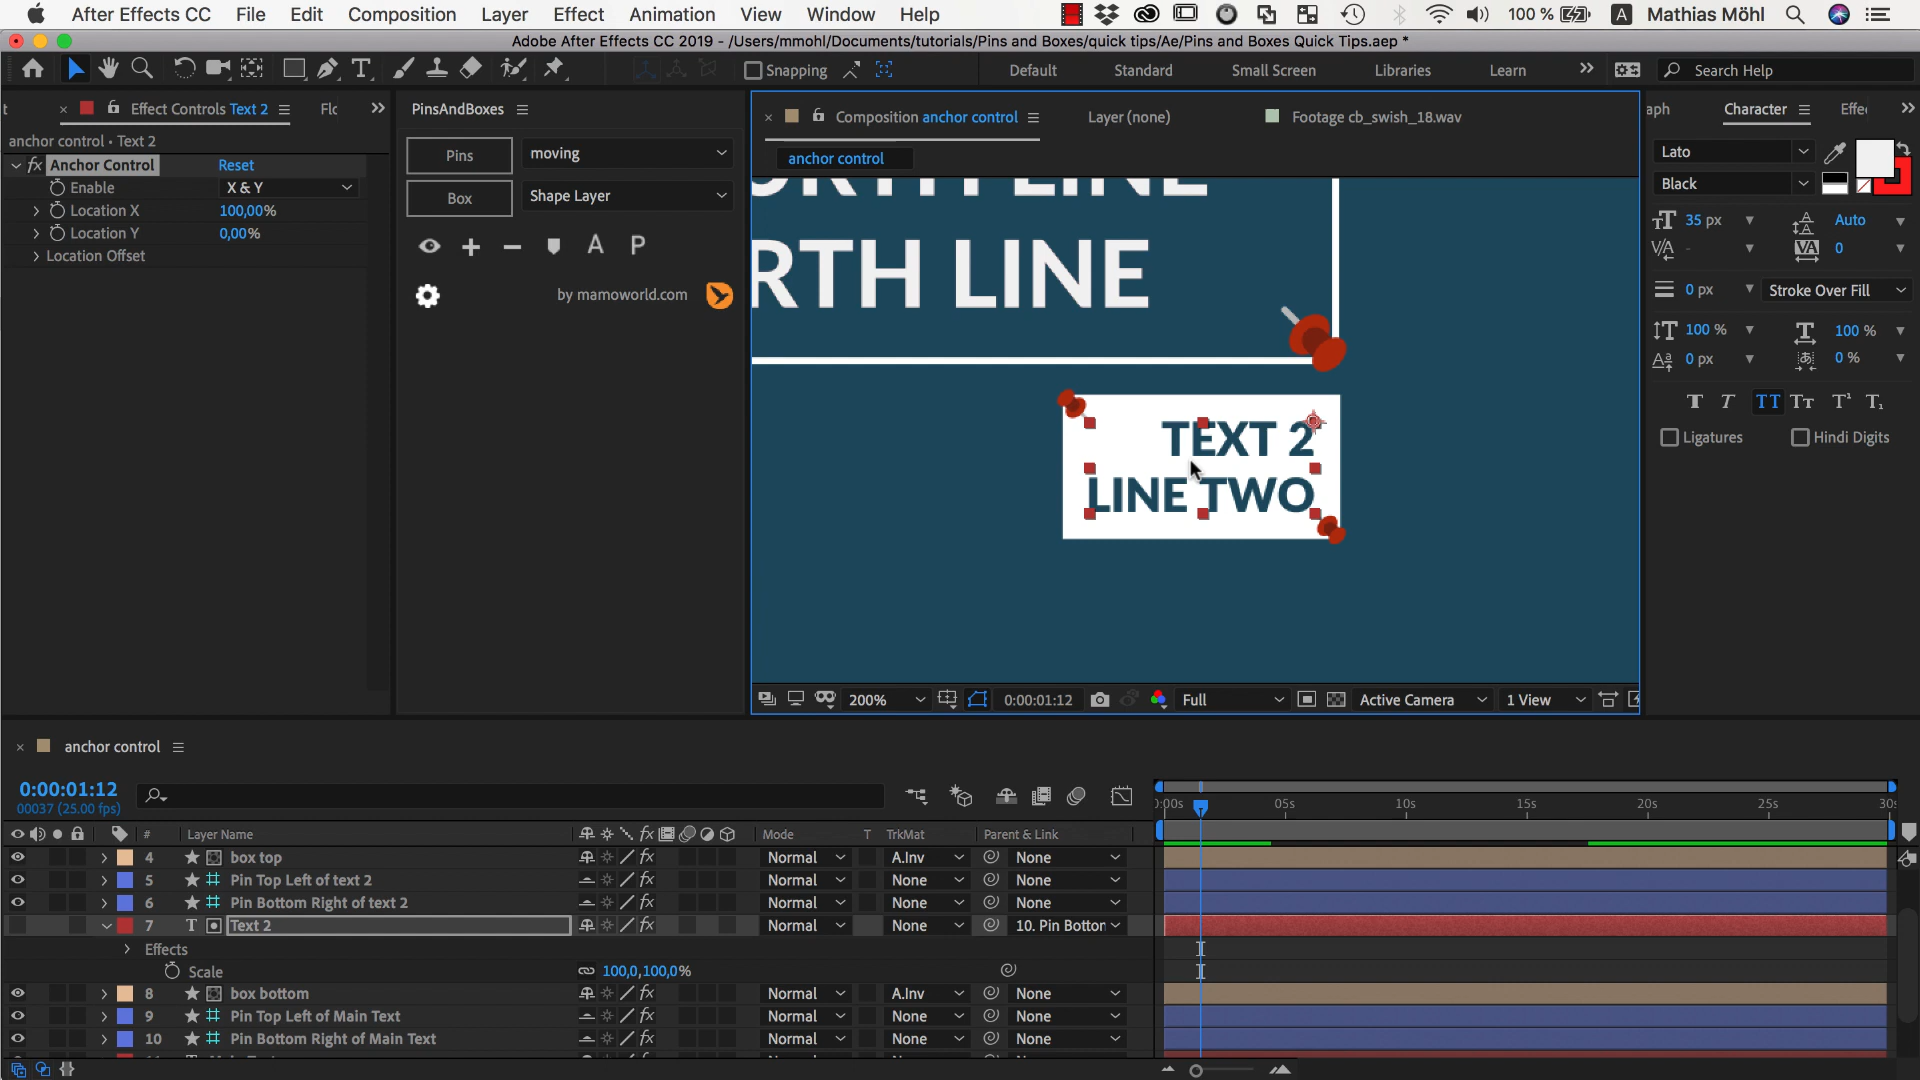 After Effects CC File Edit Composition Layer Effect Animation View Window Help 100 % A Mathias Möhl
Adobe After Effects CC 2019 - /Users/mmohl/Documents/tutorials/Pins and Boxes/quick tips/Ae/Pins and Boxes Quick Tips.aep *
Snapping Default Standard Small Screen Libraries Learn Search Help
Effect Controls Text 2
PinsAndBoxes
Composition anchor control
Layer (none)
Footage cb_swish_18.wav
aph Character Effe
anchor control • Text 2
anchor control
fx Anchor Control Reset
Enable X & Y
Location X 100,00%
Location Y 0,00%
Location Offset
Pins moving
Box Shape Layer
A P
by mamoworld.com
RTH LINE
RTH LINE
TEXT 2
LINE TWO
Lato
Black
35 px Auto
- 0
0 px Stroke Over Fill
100 % 100 %
0 px 0 %
T T TT Tt T¹ T₁
Ligatures Hindi Digits
200% 0:00:01:12 Full Active Camera 1 View
anchor control
0:00:01:12
00037 (25.00 fps)
05s 10s 15s 20s 25s
# Layer Name Mode T TrkMat Parent & Link
4 box top Normal A.Inv None
5 Pin Top Left of text 2 Normal None None
6 Pin Bottom Right of text 2 Normal None None
7 T Text 2 Normal None 10. Pin Bottor
Effects
Scale 100,0,100,0%
8 box bottom Normal A.Inv None
9 Pin Top Left of Main Text Normal None None
10 Pin Bottom Right of Main Text Normal None None